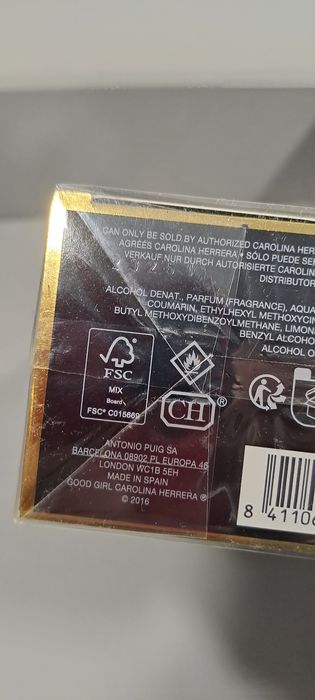 CAN ONLY BE SOLD BY AUTHORIZED CAROLINA HER
AGRÉES CAROLINA HERRERA • SÓLO PUEDE SE
VERKAUF NUR DURCH AUTORISIERTE CAROLIN
DISTRIBUTOR
ALCOHOL DENAT., PARFUM (FRAGRANCE), AQUA
COUMARIN, ETHYLHEXYL METHOXYCIN
BUTYL METHOXYDIBENZOYLMETHANE, LIMON
BENZYL ALCOHO
ALCOHOL O
FSC
MIX
Board
FSC® C015669
CH®
ANTONIO PUIG SA
BARCELONA 08902 PL EUROPA 46
LONDON WC1B 5EH
MADE IN SPAIN
GOOD GIRL CAROLINA HERRERA ®
© 2016
8 41106